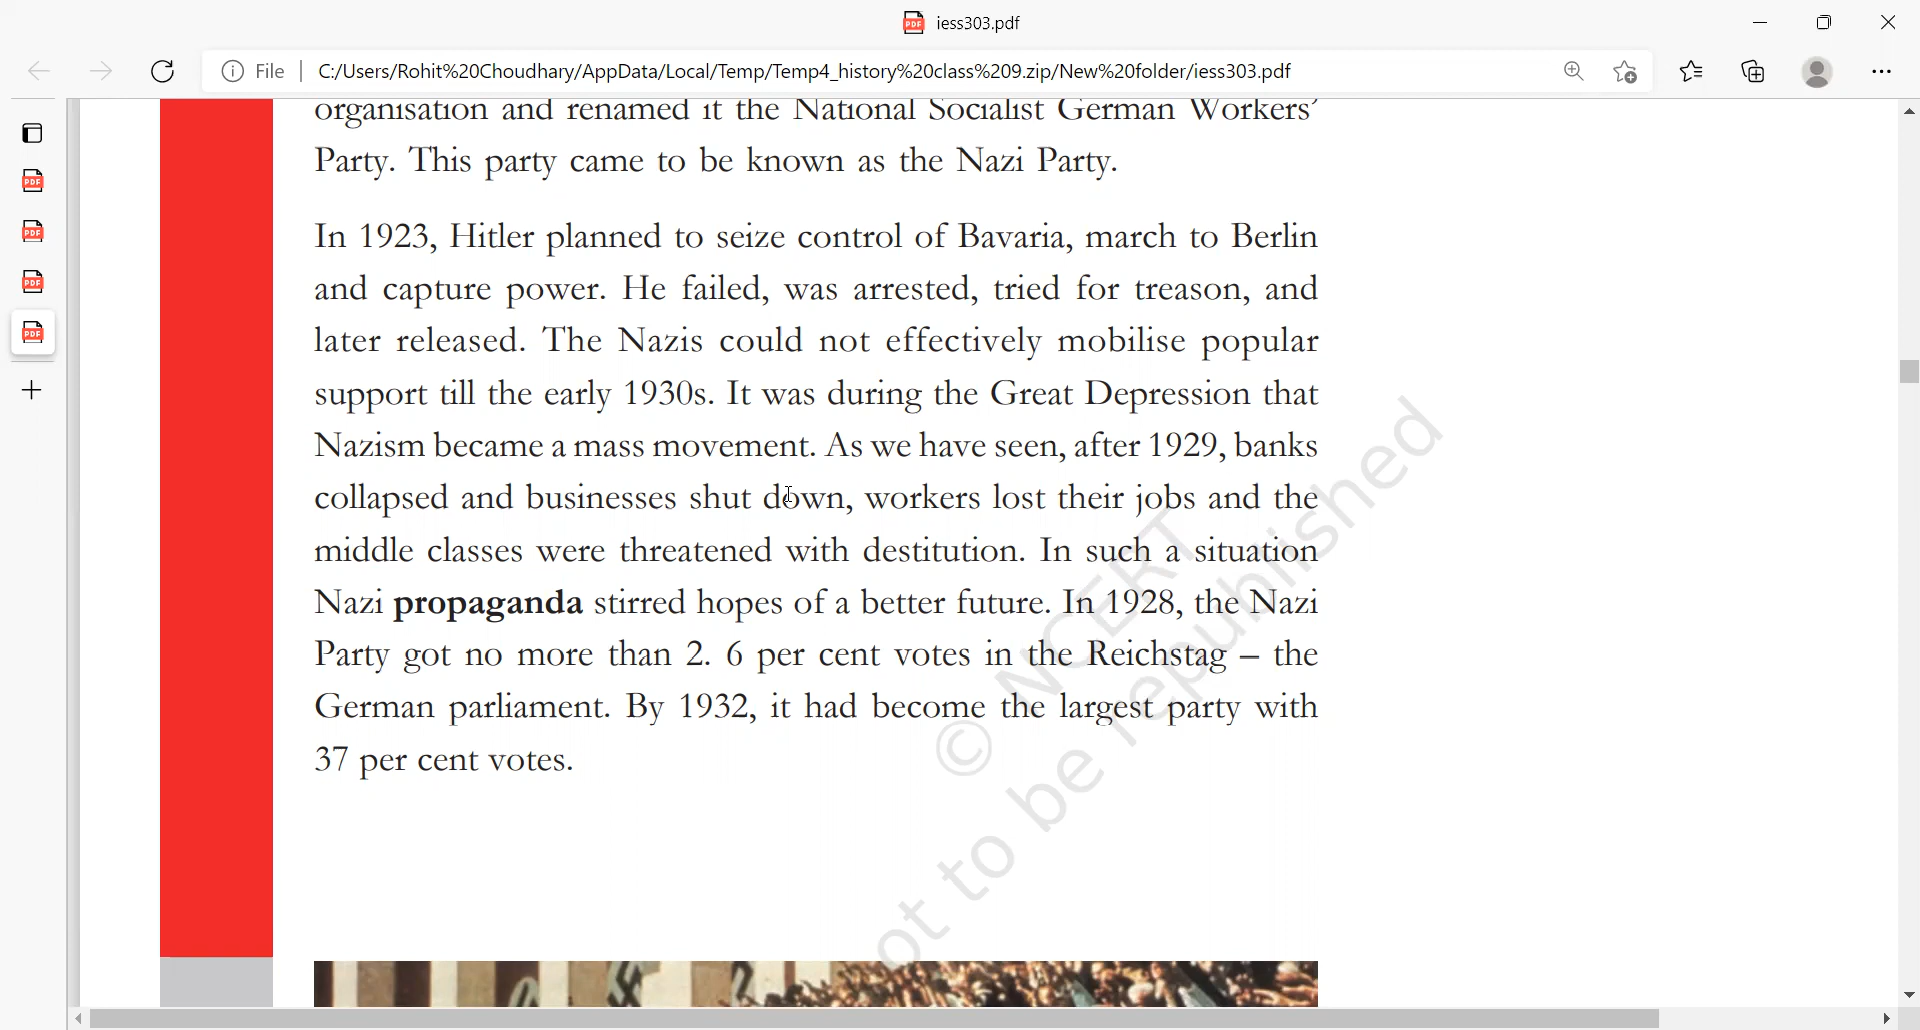 iess303.pdf
File
C:/Users/Rohit%20Choudhary/AppData/Local/Temp/Temp4_history%20class%209.zip/New%20folder/iess303.pdf
organisation and renamed it the National Socialist German Workers'
Party. This party came to be known as the Nazi Party.
In 1923, Hitler planned to seize control of Bavaria, march to Berlin
and capture power. He failed, was arrested, tried for treason, and
later released. The Nazis could not effectively mobilise popular
support till the early 1930s. It was during the Great Depression that
Nazism became a mass movement. As we have seen, after 1929, banks
collapsed and businesses shut down, workers lost their jobs and the
middle classes were threatened with destitution. In such a situation
Nazi propaganda stirred hopes of a better future. In 1928, the Nazi
Party got no more than 2. 6 per cent votes in the Reichstag – the
German parliament. By 1932, it had become the largest party with
37 per cent votes.
© NCERT
ot to be republished
PDF
PDF
PDF
PDF
PDF